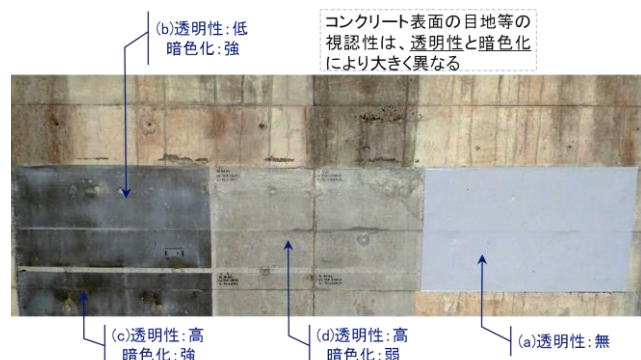 (b)透明性:低
暗色化:強
コンクリート表面の目地等の
視認性は、透明性と暗色化
により大きく異なる
(c)透明性:高
暗色化:強
(d)透明性:高
暗色化:弱
(a)透明性:無